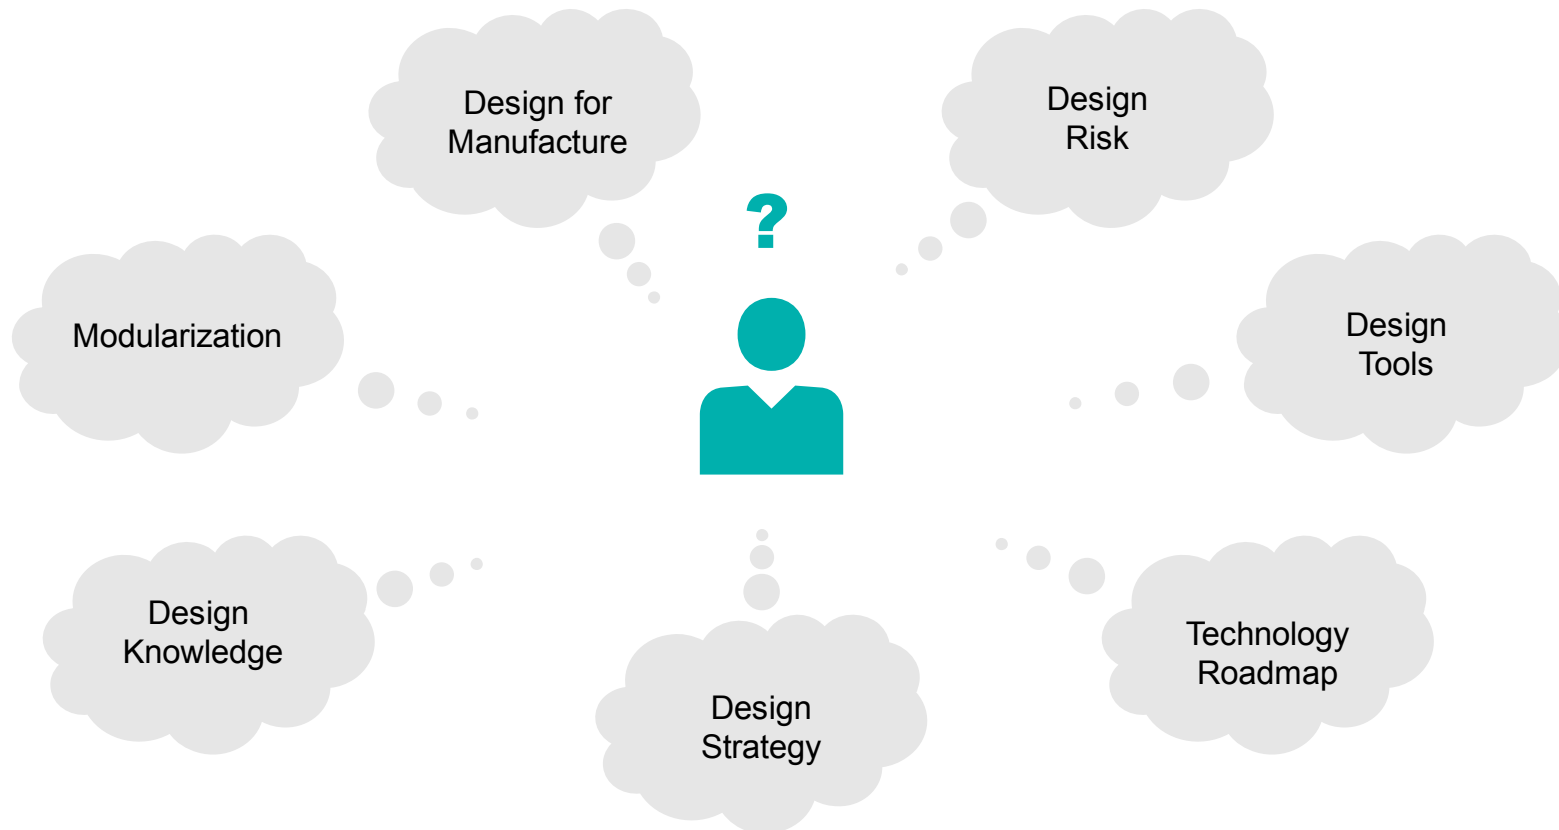 Design for
Manufacture
Design
Risk
?
Modularization
Design
Tools
Design
Knowledge
Technology
Roadmap
Design
Strategy